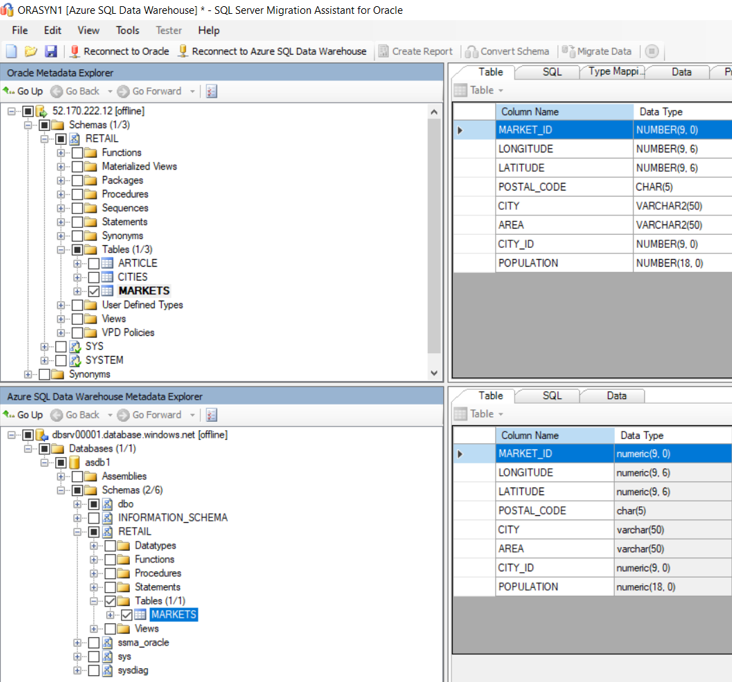 ORASYN1 [Azure SQL Data Warehouse] * - SQL Server Migration Assistant for Oracle
File Edit View Tools Tester Help
Reconnect to Oracle Reconnect to Azure SQL Data Warehouse Create Report Convert Schema Migrate Data
Oracle Metadata Explorer
Go Up Go Back Go Forward
52.170.222.12 [offline]
Schemas (1/3)
RETAIL
Functions
Materialized Views
Packages
Procedures
Sequences
Statements
Synonyms
Tables (1/3)
ARTICLE
CITIES
MARKETS
User Defined Types
Views
VPD Policies
SYS
SYSTEM
Synonyms
Table SQL Type Mappi... Data P
Table
Column Name Data Type
MARKET_ID NUMBER(9, 0)
LONGITUDE NUMBER(9, 6)
LATITUDE NUMBER(9, 6)
POSTAL_CODE CHAR(5)
CITY VARCHAR2(50)
AREA VARCHAR2(50)
CITY_ID NUMBER(9, 0)
POPULATION NUMBER(18, 0)
Azure SQL Data Warehouse Metadata Explorer
Go Up Go Back Go Forward
dbsrv00001.database.windows.net [offline]
Databases (1/1)
asdb1
Assemblies
Schemas (2/6)
dbo
INFORMATION_SCHEMA
RETAIL
Datatypes
Functions
Procedures
Statements
Tables (1/1)
MARKETS
Views
ssma_oracle
sys
sysdiag
Table SQL Data
Table
Column Name Data Type
MARKET_ID numeric(9, 0)
LONGITUDE numeric(9, 6)
LATITUDE numeric(9, 6)
POSTAL_CODE char(5)
CITY varchar(50)
AREA varchar(50)
CITY_ID numeric(9, 0)
POPULATION numeric(18, 0)